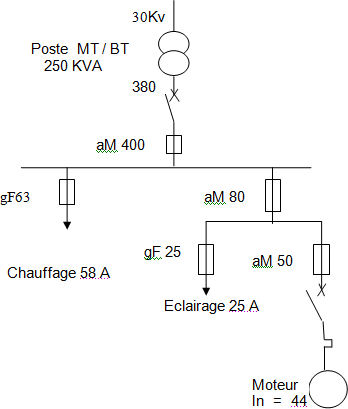 30Kv
Poste MT / BT
250 KVA
380
aM 400
gF63
aM 80
gF 25
aM 50
Chauffage 58 A
Eclairage 25 A
Moteur
In = 44